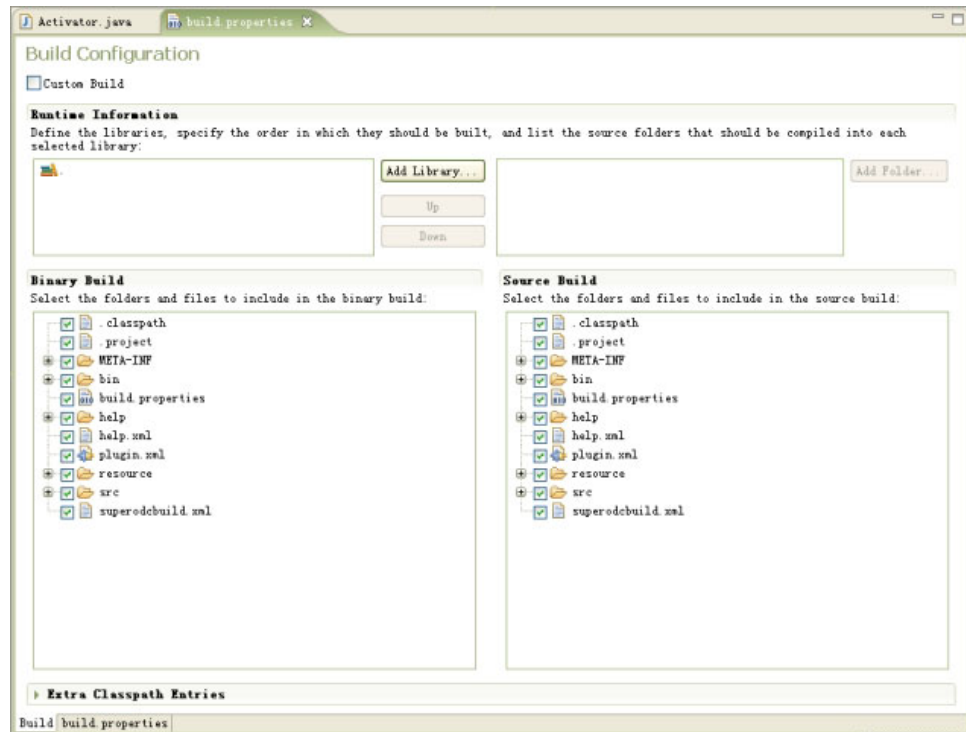 Activator.java
build.properties
Build Configuration
Custom Build
Runtime Information
Define the libraries, specify the order in which they should be built, and list the source folders that should be compiled into each
selected library:
.
Add Library...
Add Folder...
Up
Down
Binary Build
Select the folders and files to include in the binary build:
.classpath
.project
META-INF
bin
build.properties
help
help.xml
plugin.xml
resource
src
superodcbuild.xml
Source Build
Select the folders and files to include in the source build:
.classpath
.project
META-INF
bin
build.properties
help
help.xml
plugin.xml
resource
src
superodcbuild.xml
Extra Classpath Entries
Build build.properties